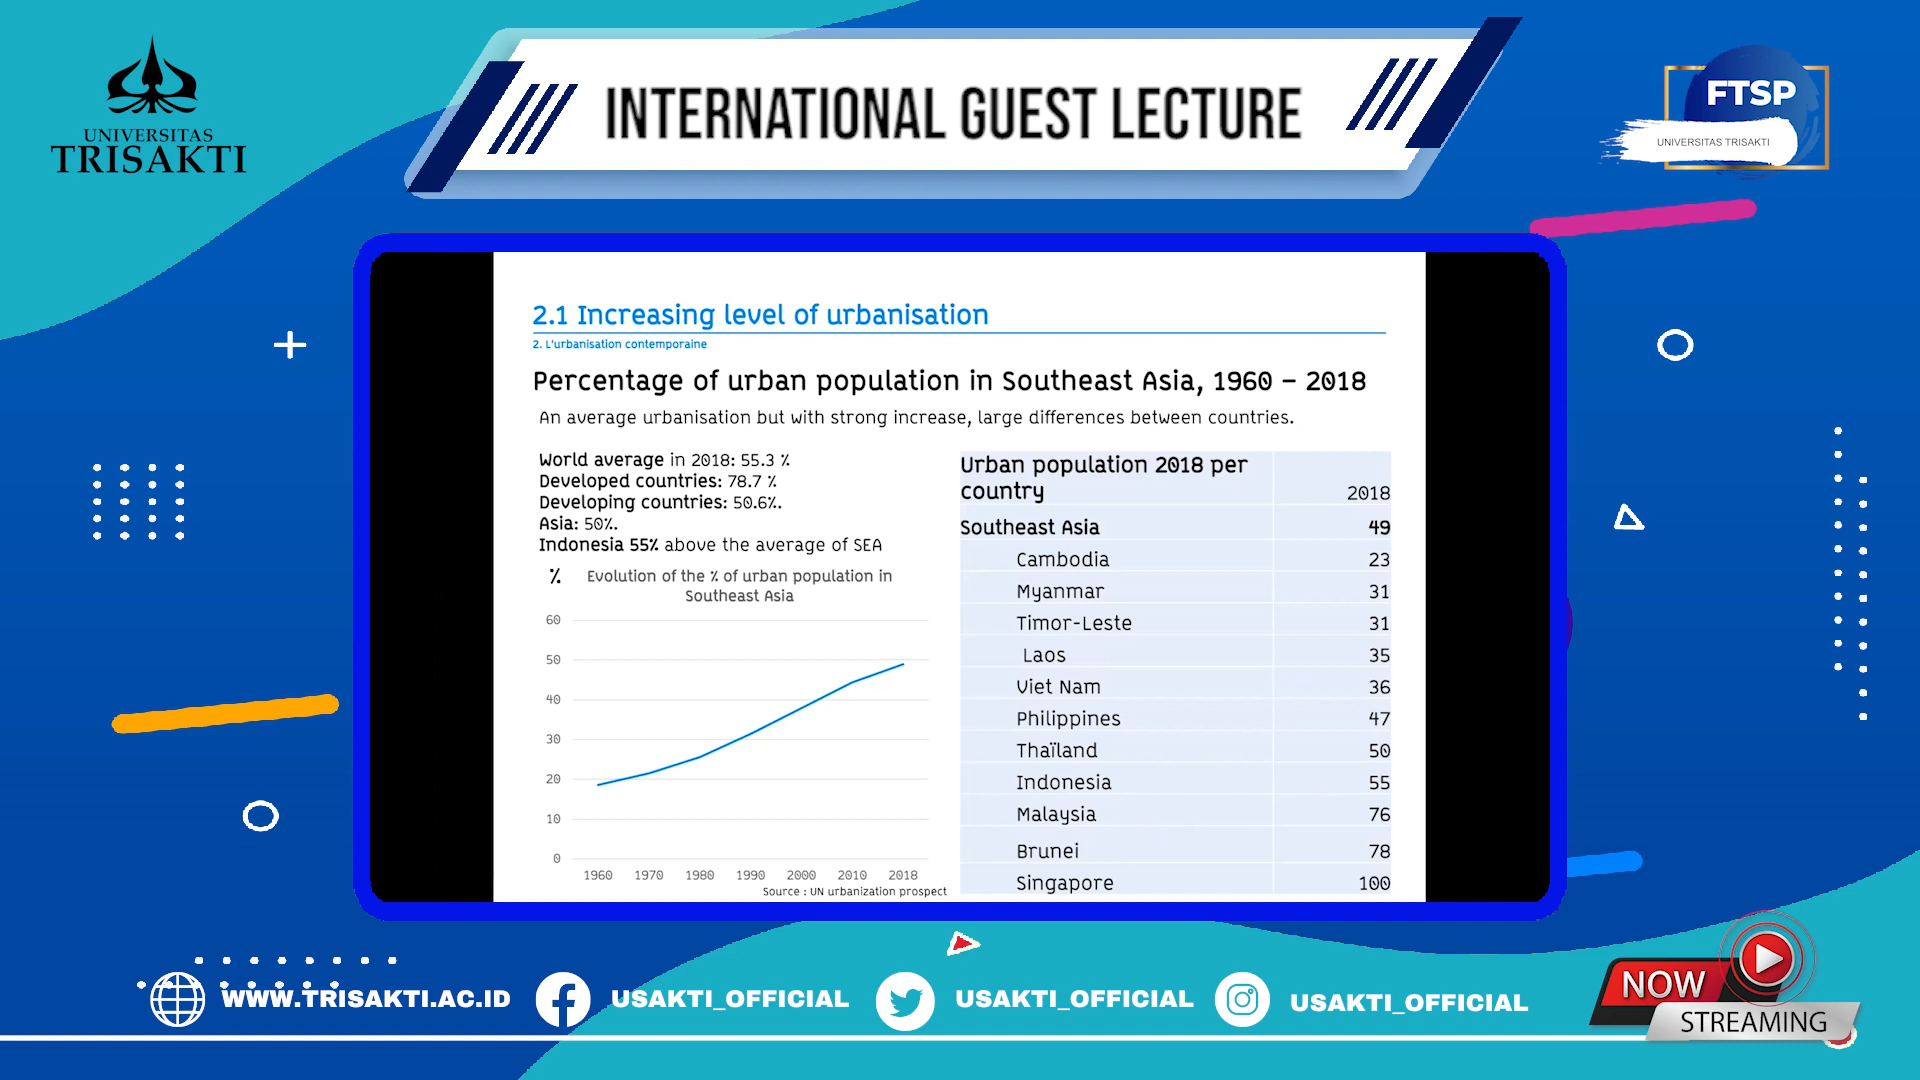 UNIVERSITAS
TRISAKTI
INTERNATIONAL GUEST LECTURE
FTSP
UNIVERSITAS TRISAKTI
2.1 Increasing level of urbanisation
2. L'urbanisation contemporaine
Percentage of urban population in Southeast Asia, 1960 – 2018
An average urbanisation but with strong increase, large differences between countries.
World average in 2018: 55.3 %
Developed countries: 78.7 %
Developing countries: 50.6%.
Asia: 50%.
Indonesia 55% above the average of SEA
% Evolution of the % of urban population in
Southeast Asia
60
50
40
30
20
10
0
1960 1970 1980 1990 2000 2010 2018
Source : UN urbanization prospect
Urban population 2018 per
country 2018
Southeast Asia 49
Cambodia 23
Myanmar 31
Timor-Leste 31
Laos 35
Viet Nam 36
Philippines 47
Thaïland 50
Indonesia 55
Malaysia 76
Brunei 78
Singapore 100
WWW.TRISAKTI.AC.ID USAKTI_OFFICIAL USAKTI_OFFICIAL USAKTI_OFFICIAL
NOW
STREAMING